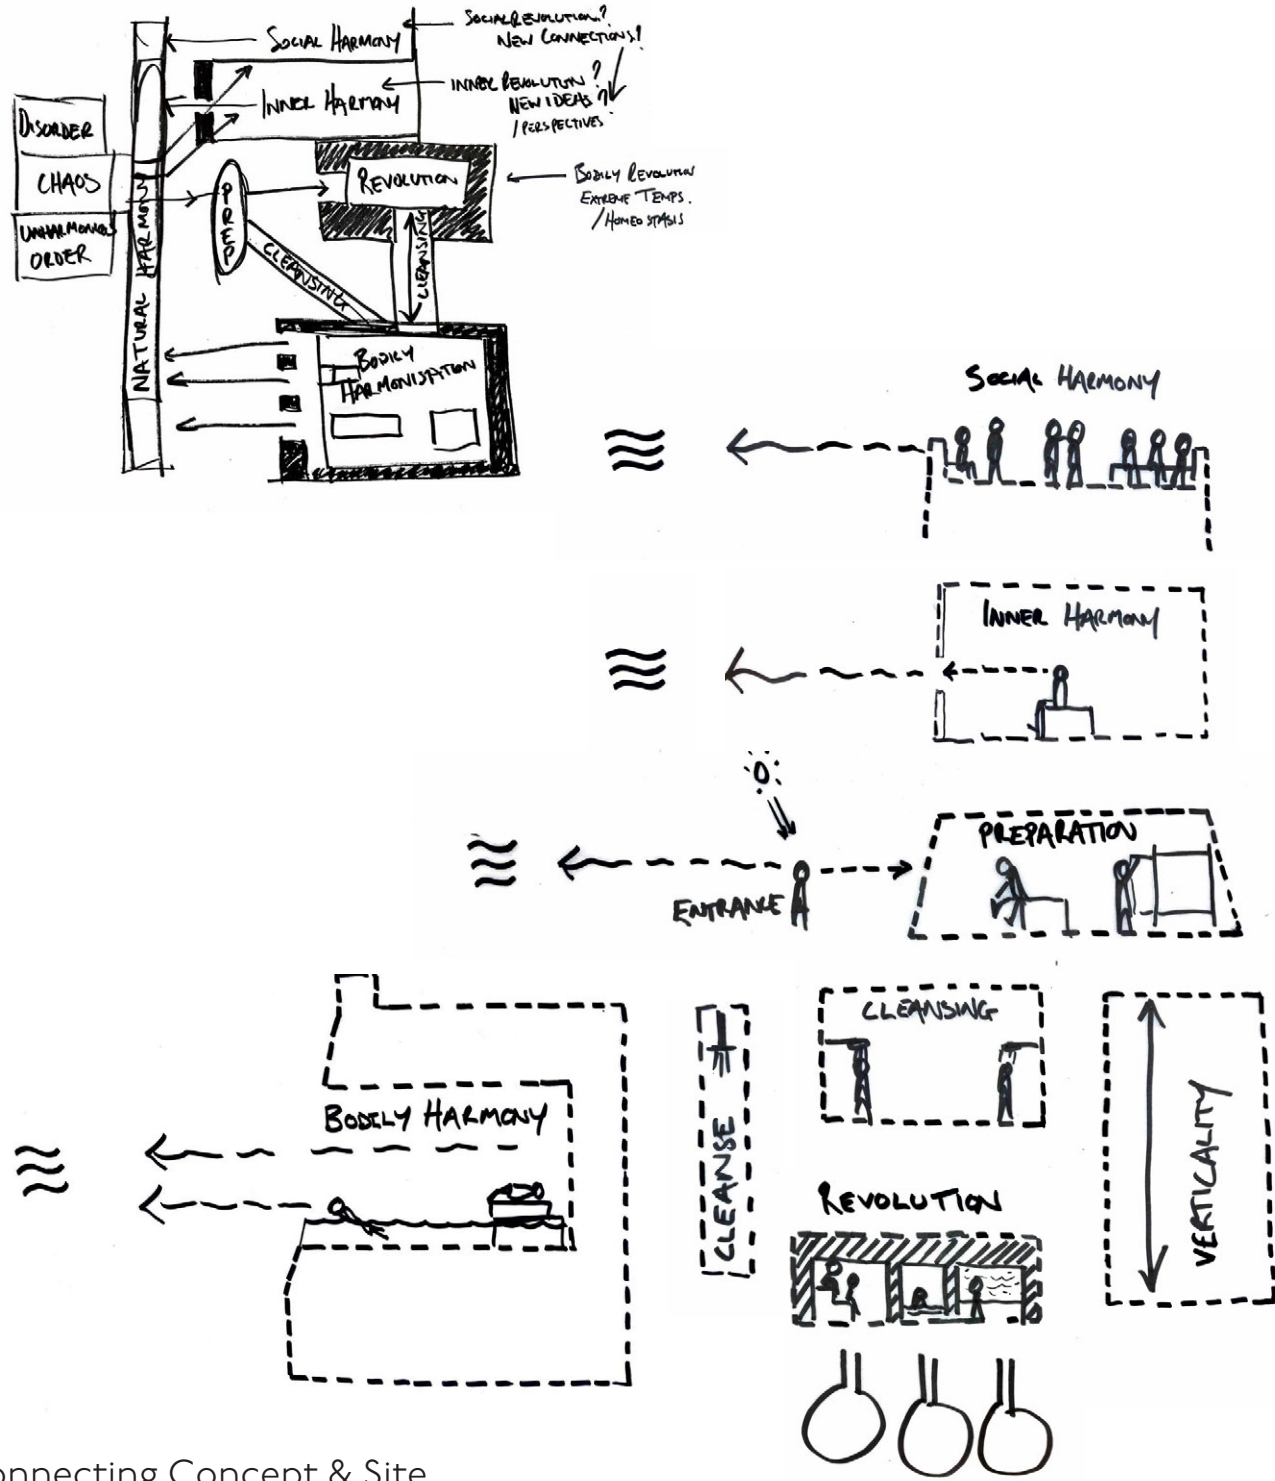 SOCIAL REVOLUTION?
NEW CONNECTIONS?
SOCIAL HARMONY
INNER REVOLUTION?
NEW IDEAS?
/PERSPECTIVES
INNER HARMONY
DISORDER
CHAOS
UNHARMONIOUS
ORDER
NATURAL HARMONY
PREP
REVOLUTION
BODILY REVOLUTION
EXTREME TEMPS.
/HOMEOSTASIS
CLEANSING
CLEANSING
BODILY
HARMONISATION
SOCIAL HARMONY
INNER HARMONY
PREPARATION
ENTRANCE
CLEANSING
CLEANSE
BODILY HARMONY
REVOLUTION
VERTICALITY
onnecting Concept & Site